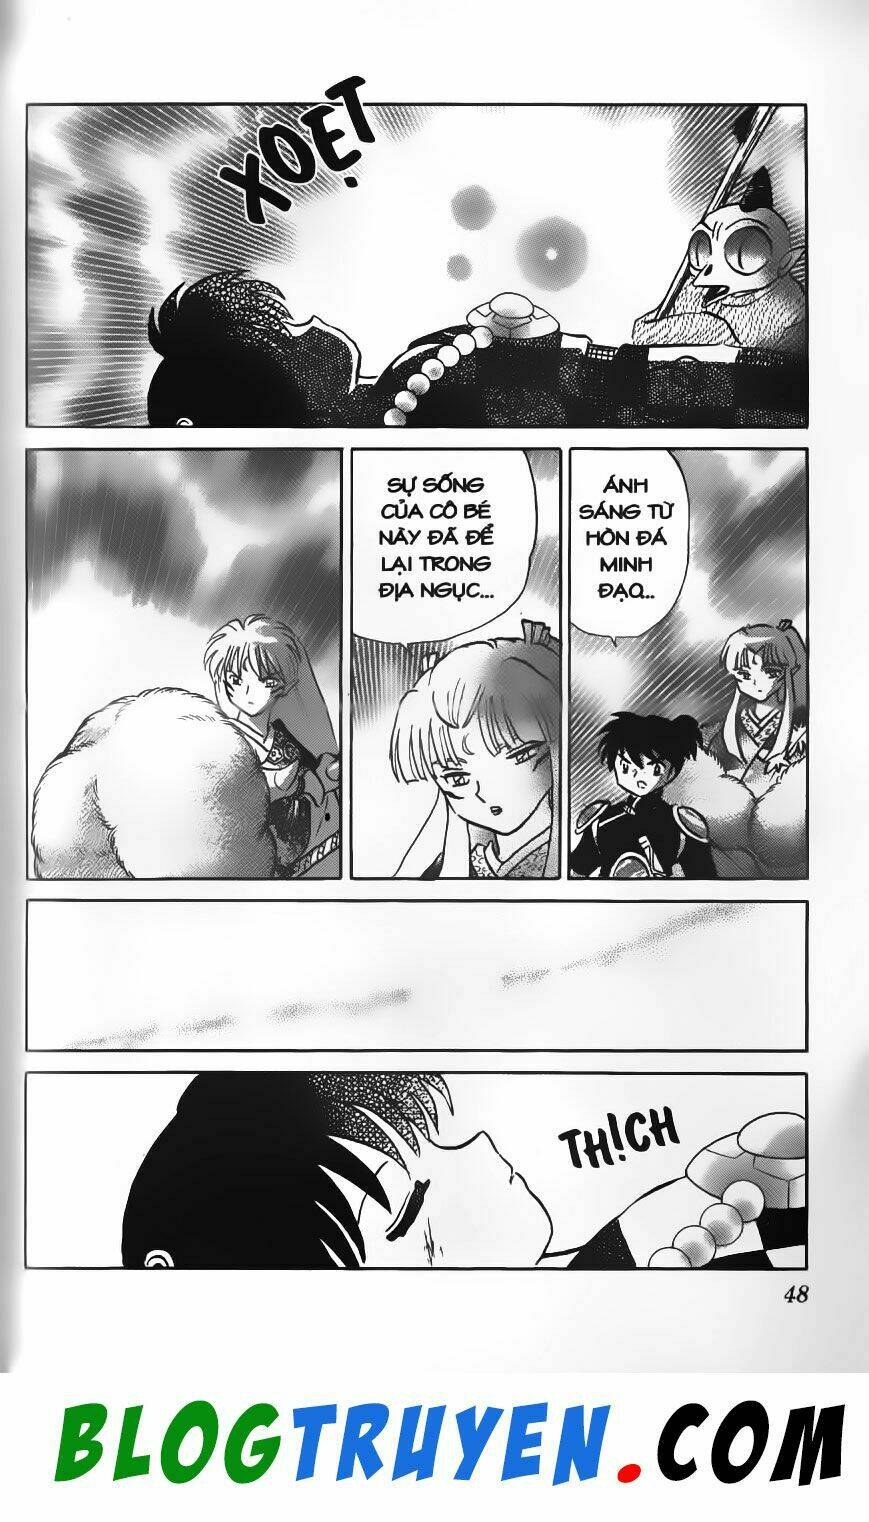 XOẸT
ÁNH
SÁNG TỪ
HÒN ĐÁ
MINH
ĐẠO...
SỰ SỐNG
CỦA CÔ BÉ
NÀY ĐÃ ĐỂ
LẠI TRONG
ĐỊA NGỤC...
THỊCH
48
BLOGTRUYEN.COM